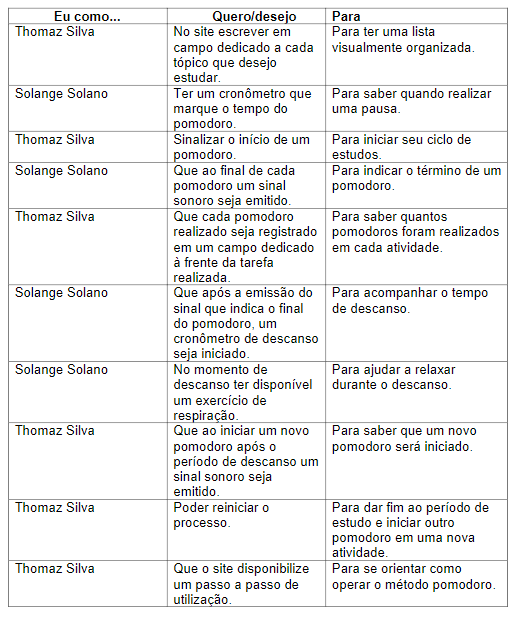 Eu como... Quero/desejo Para
Thomaz Silva No site escrever em Para ter uma lista
campo dedicado a cada visualmente organizada.
tópico que desejo
estudar.
Solange Solano Ter um cronômetro que Para saber quando realizar
marque o tempo do uma pausa.
pomodoro.
Thomaz Silva Sinalizar o início de um Para iniciar seu ciclo de
pomodoro. estudos.
Solange Solano Que ao final de cada Para indicar o término de um
pomodoro um sinal pomodoro.
sonoro seja emitido.
Thomaz Silva Que cada pomodoro Para saber quantos
realizado seja registrado pomodoros foram realizados
em um campo dedicado em cada atividade.
à frente da tarefa
realizada.
Solange Solano Que após a emissão do Para acompanhar o tempo
sinal que indica o final de descanso.
do pomodoro, um
cronômetro de descanso
seja iniciado.
Solange Solano No momento de Para ajudar a relaxar
descanso ter disponível durante o descanso.
um exercício de
respiração.
Thomaz Silva Que ao iniciar um novo Para saber que um novo
pomodoro após o pomodoro será iniciado.
período de descanso um
sinal sonoro seja
emitido.
Thomaz Silva Poder reiniciar o Para dar fim ao período de
processo. estudo e iniciar outro
pomodoro em uma nova
atividade.
Thomaz Silva Que o site disponibilize Para se orientar como
um passo a passo de operar o método pomodoro.
utilização.